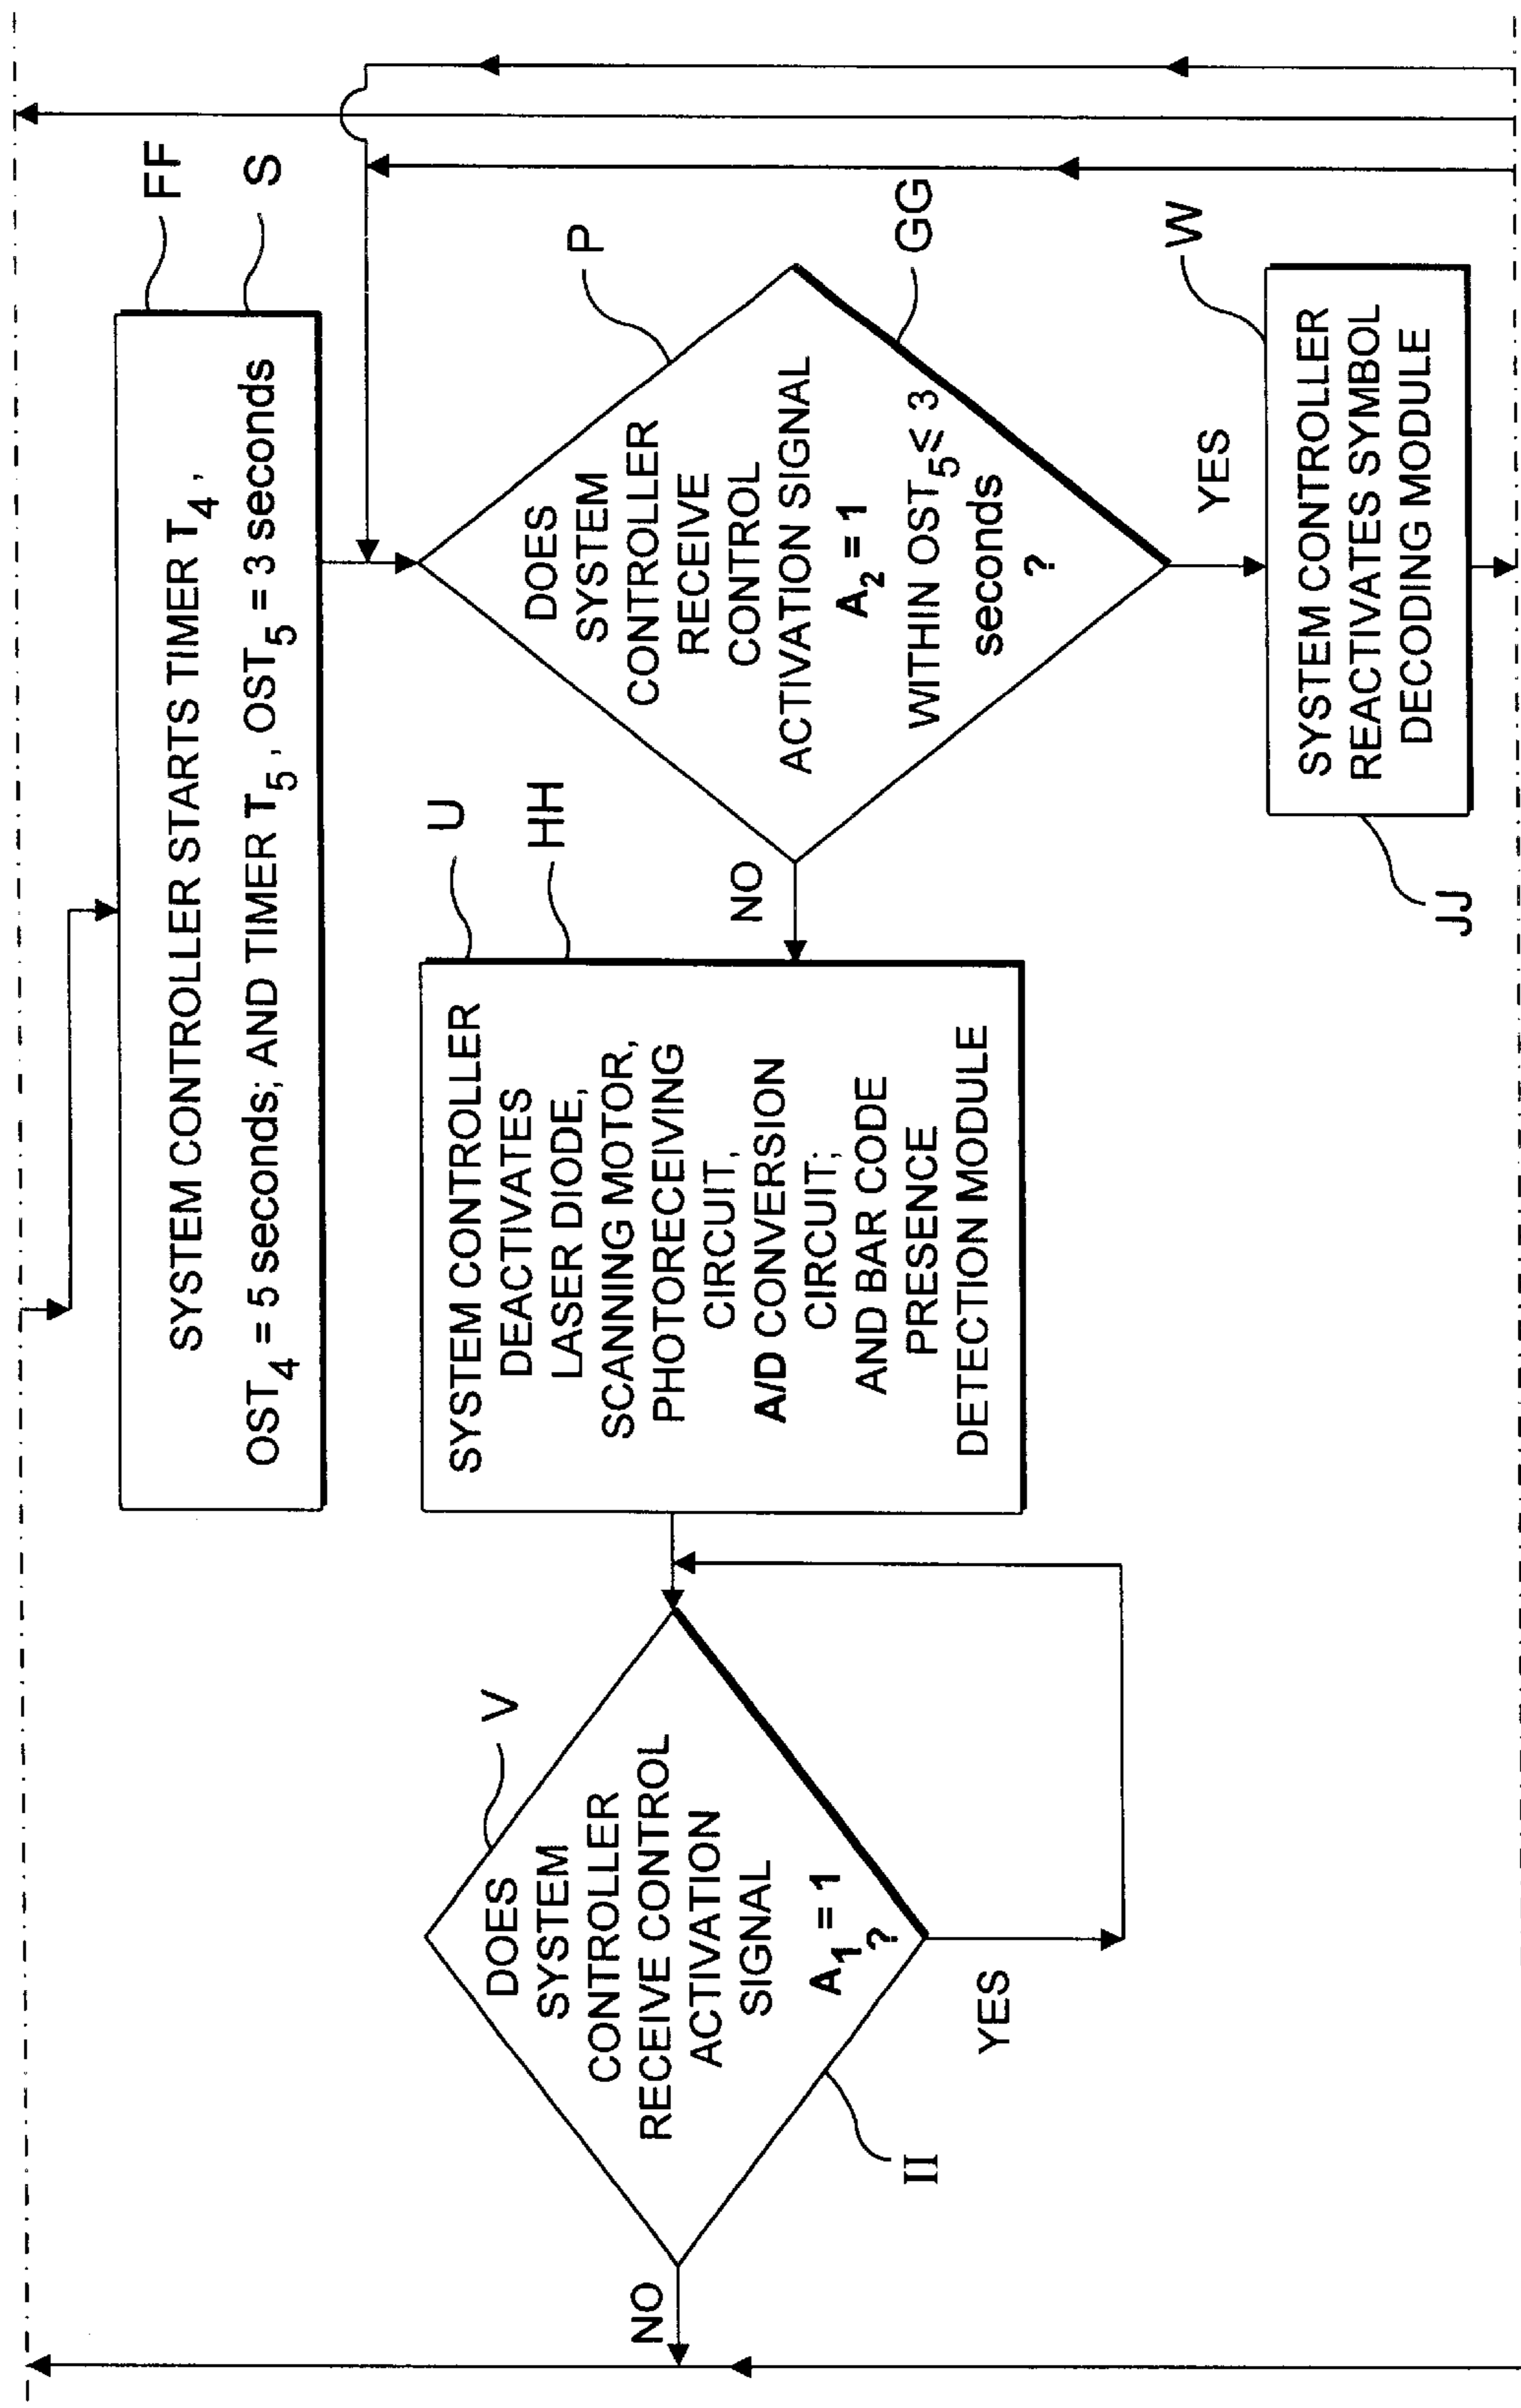 SYSTEM CONTROLLER STARTS TIMER T4,
OST4 = 5 seconds; AND TIMER T5, OST5 = 3 seconds
FF
S
DOES
SYSTEM
CONTROLLER
RECEIVE
CONTROL
ACTIVATION SIGNAL
A2 = 1
WITHIN OST5 < 3
seconds
?
P
GG
NO
YES
SYSTEM CONTROLLER
DEACTIVATES
LASER DIODE,
SCANNING MOTOR,
PHOTORECEIVING
CIRCUIT,
A/D CONVERSION
CIRCUIT;
AND BAR CODE
PRESENCE
DETECTION MODULE
U
HH
DOES
SYSTEM
CONTROLLER
RECEIVE CONTROL
ACTIVATION
SIGNAL
A1 = 1
?
V
II
NO
YES
SYSTEM CONTROLLER
REACTIVATES SYMBOL
DECODING MODULE
W
JJ